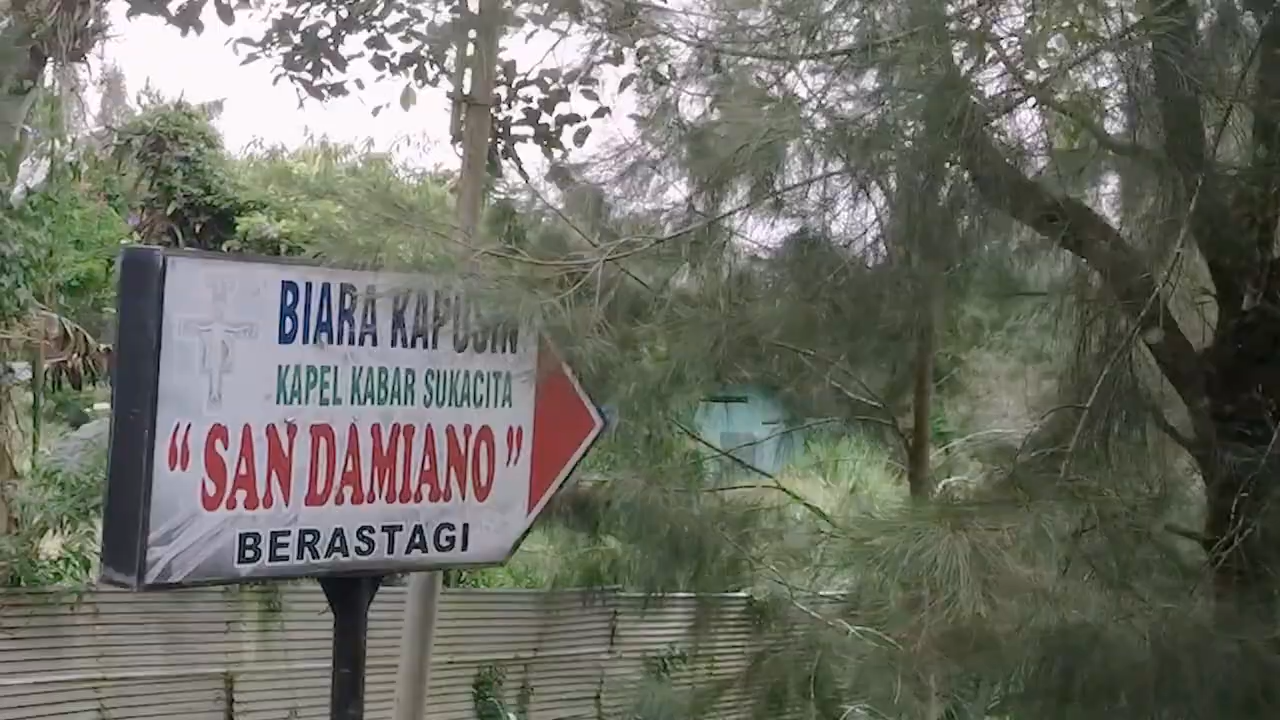 BIARA KAPUSIN
KAPEL KABAR SUKACITA
“SAN DAMIANO”
BERASTAGI